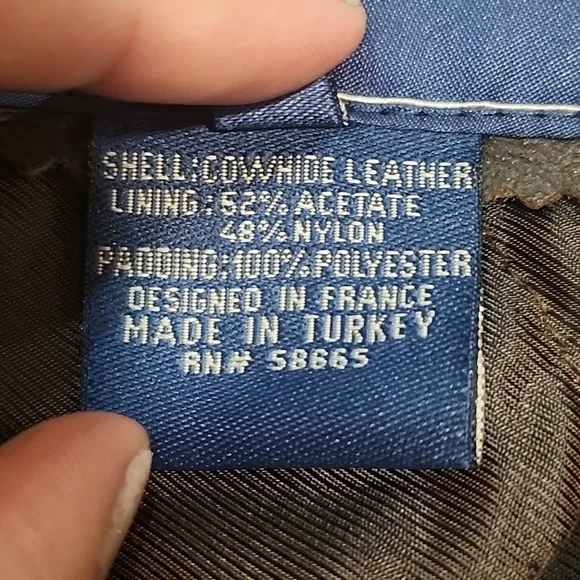 SHELL:COWHIDE LEATHER
LINING:52% ACETATE
48% NYLON
PADDING:100% POLYESTER
DESIGNED IN FRANCE
MADE IN TURKEY
RN# 58665